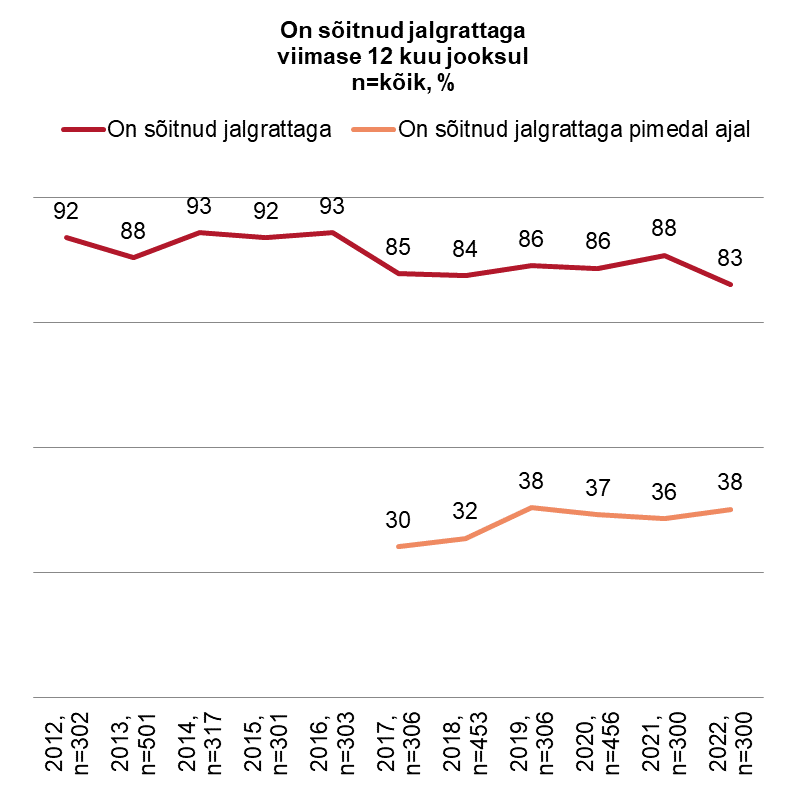 On sõitnud jalgrattaga
viimase 12 kuu jooksul
n=kõik, %
On sõitnud jalgrattaga
On sõitnud jalgrattaga pimedal ajal
92
88
93
92
93
85
84
86
86
88
83
30
32
38
37
36
38
2012,
n=302
2013,
n=501
2014,
n=317
2015,
n=301
2016,
n=303
2017,
n=306
2018,
n=453
2019,
n=306
2020,
n=456
2021,
n=300
2022,
n=300